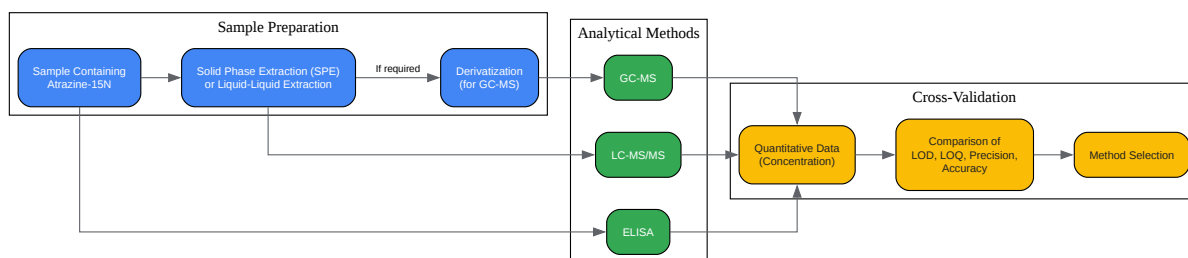 Sample Preparation
Sample Containing
Atrazine-15N
Solid Phase Extraction (SPE)
or Liquid-Liquid Extraction
If required
Derivatization
(for GC-MS)
Analytical Methods
GC-MS
LC-MS/MS
ELISA
Cross-Validation
Quantitative Data
(Concentration)
Comparison of
LOD, LOQ, Precision,
Accuracy
Method Selection